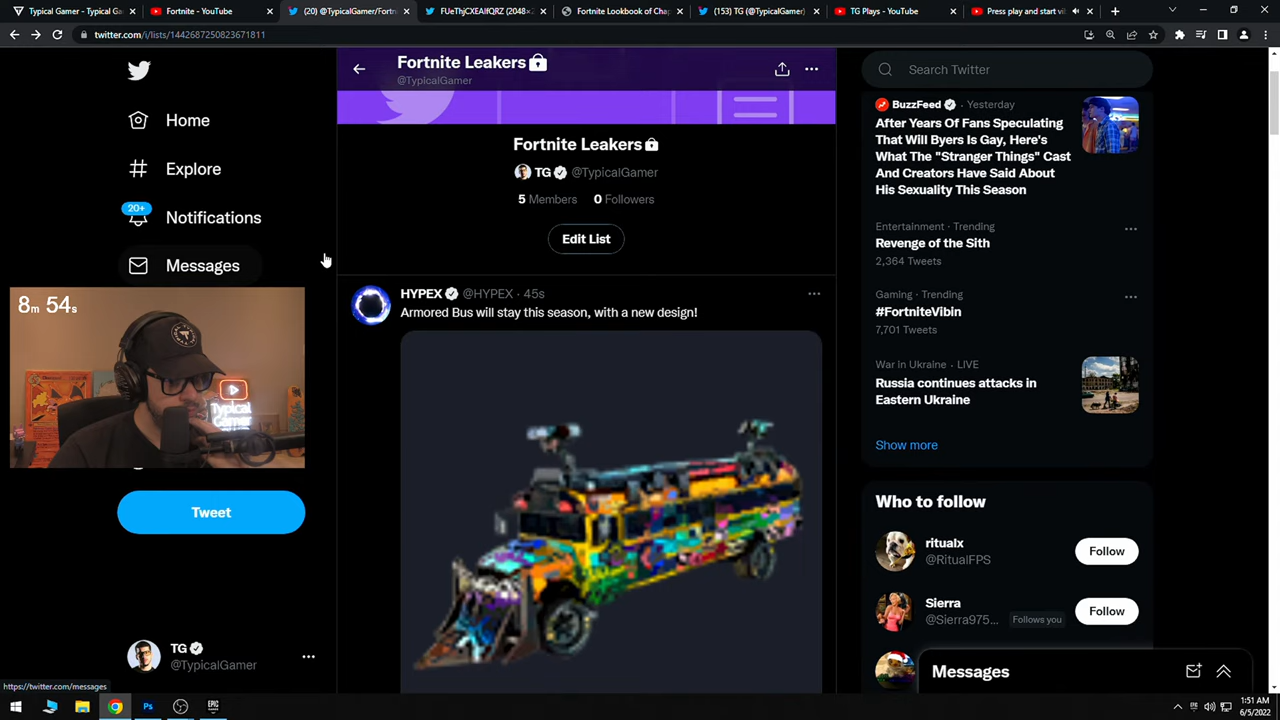 Typical Gamer - Typical Ga
Fortnite - YouTube
(20) @TypicalGamer/Fortn
FUeThjCXEAIfQRZ (2048×2
Fortnite Lookbook of Cha
(153) TG (@TypicalGamer)
TG Plays - YouTube
Press play and start vi
twitter.com/i/lists/1442687250823671811
Home
Explore
20+
Notifications
Messages
8m 54s
Typical
Gamer
Tweet
TG
@TypicalGamer
https://twitter.com/messages
Fortnite Leakers
@TypicalGamer
Fortnite Leakers
TG @TypicalGamer
5 Members 0 Followers
Edit List
HYPEX @HYPEX · 45s
Armored Bus will stay this season, with a new design!
Search Twitter
BuzzFeed · Yesterday
After Years Of Fans Speculating
That Will Byers Is Gay, Here's
What The "Stranger Things" Cast
And Creators Have Said About
His Sexuality This Season
Entertainment · Trending
Revenge of the Sith
2,364 Tweets
Gaming · Trending
#FortniteVibin
7,701 Tweets
War in Ukraine · LIVE
Russia continues attacks in
Eastern Ukraine
Show more
Who to follow
ritualx
@RitualFPS
Follow
Sierra
@Sierra975... Follows you
Follow
Messages
1:51 AM
6/5/2022